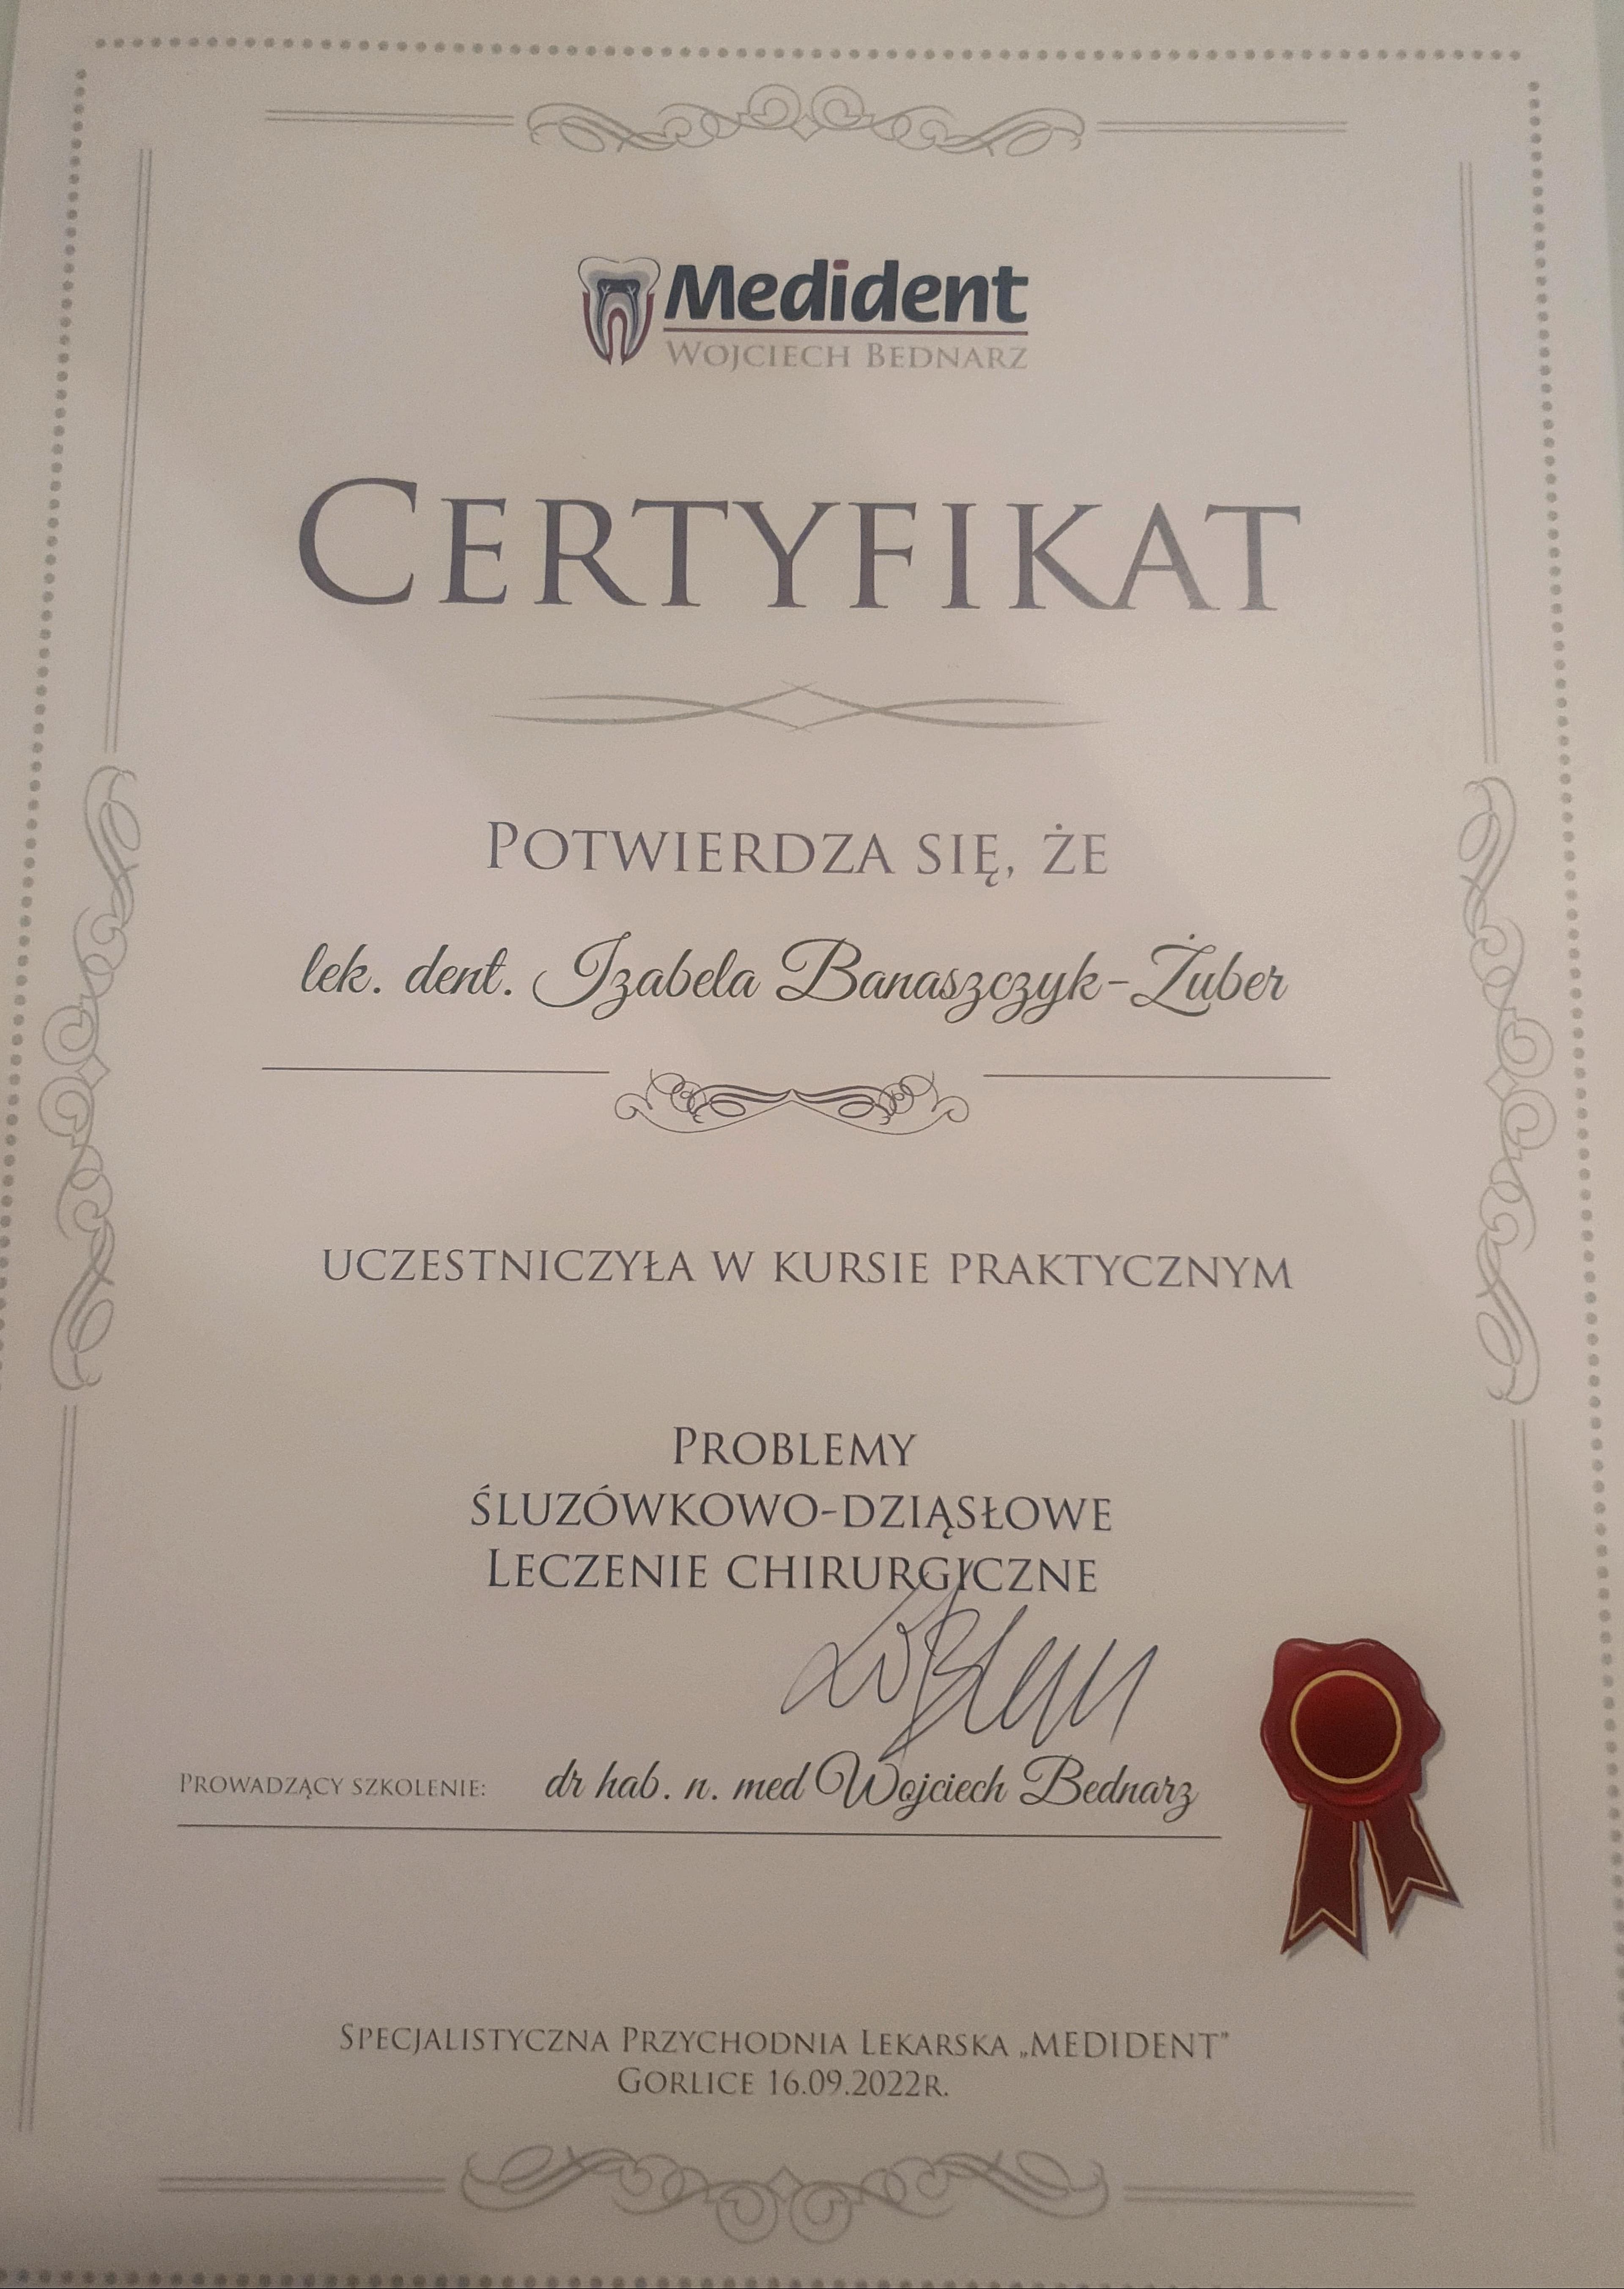 Medident
Wojciech Bednarz
Certyfikat
Potwierdza się, że
lek. dent. Izabela Banaszczyk-Żuber
uczestniczyła w kursie praktycznym
Problemy
śluzówkowo-dziąsłowe
Leczenie chirurgiczne
Prowadzący szkolenie: dr hab. n. med Wojciech Bednarz
Specjalistyczna Przychodnia Lekarska „MEDIDENT”
Gorlice 16.09.2022r.